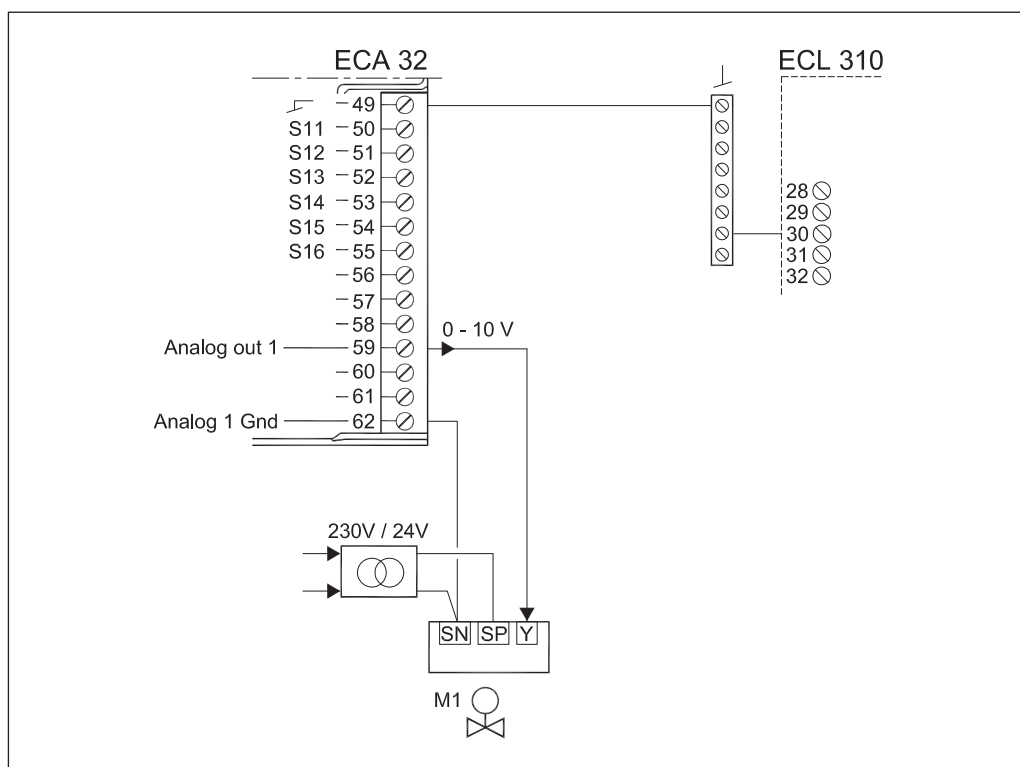 ECA 32
ECL 310
49
S11 50
S12 51
S13 52
S14 53
S15 54
S16 55
56
57
58
Analog out 1 59
60
61
Analog 1 Gnd 62
28
29
30
31
32
0 - 10 V
230V / 24V
SN SP Y
M1